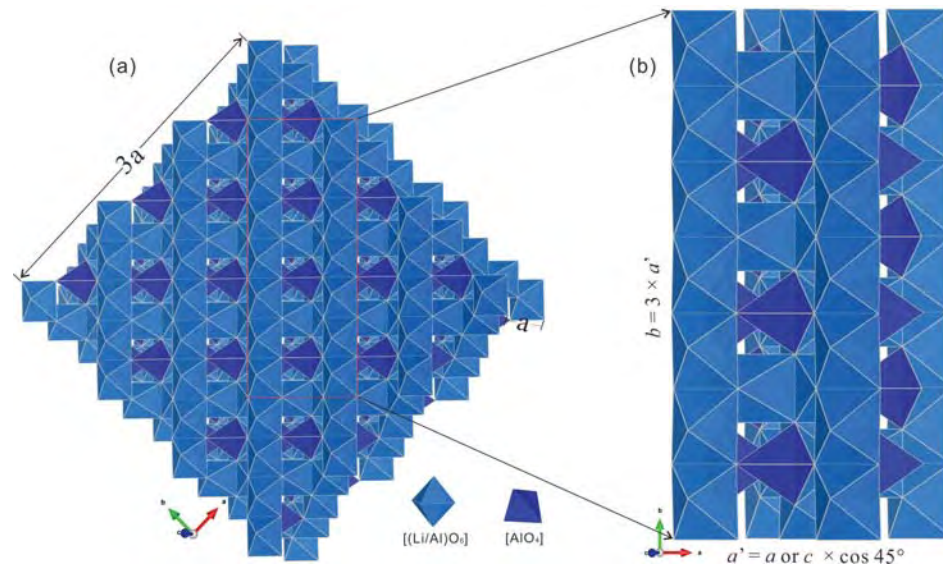 (a)
(b)
3a
a
b = 3 × a'
[(Li/Al)O₆]
[AlO₄]
b
a
b
a
a' = a or c × cos 45°